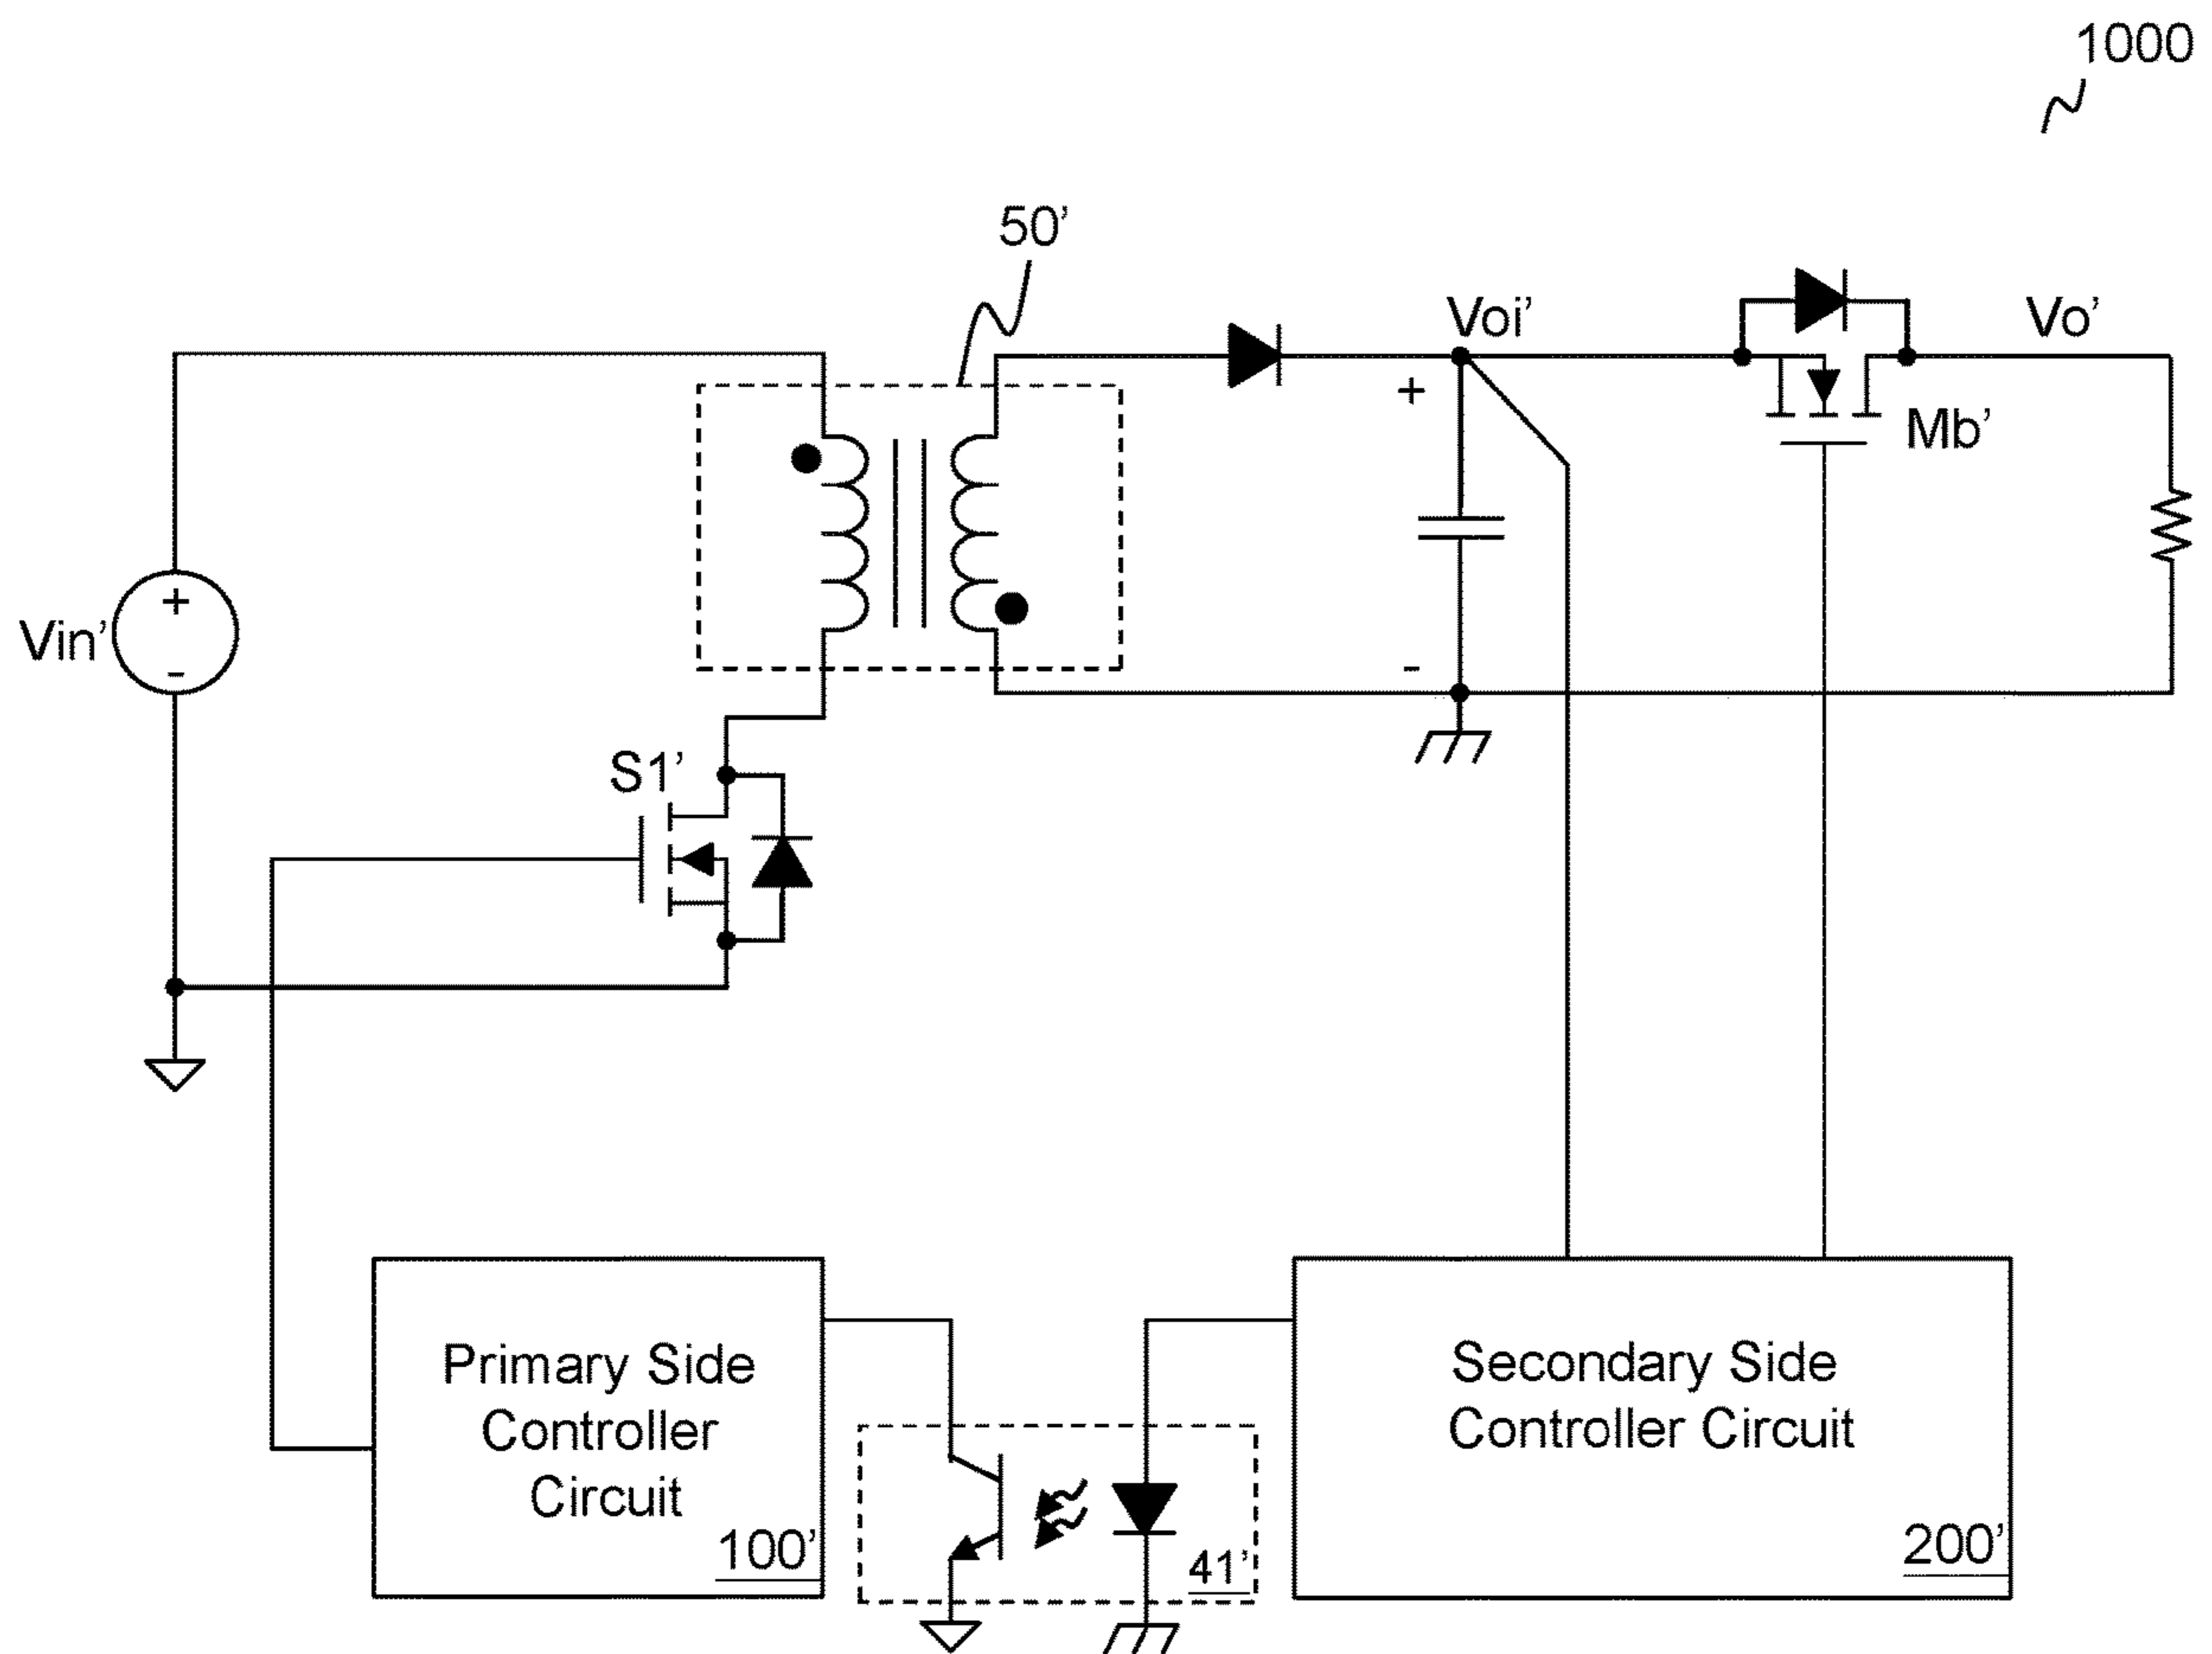 1000
50’
Voi’
Vo’
+
Mb’
+
Vin’
-
-
S1’
Primary Side
Controller
Circuit
100’
41’
Secondary Side
Controller Circuit
200’